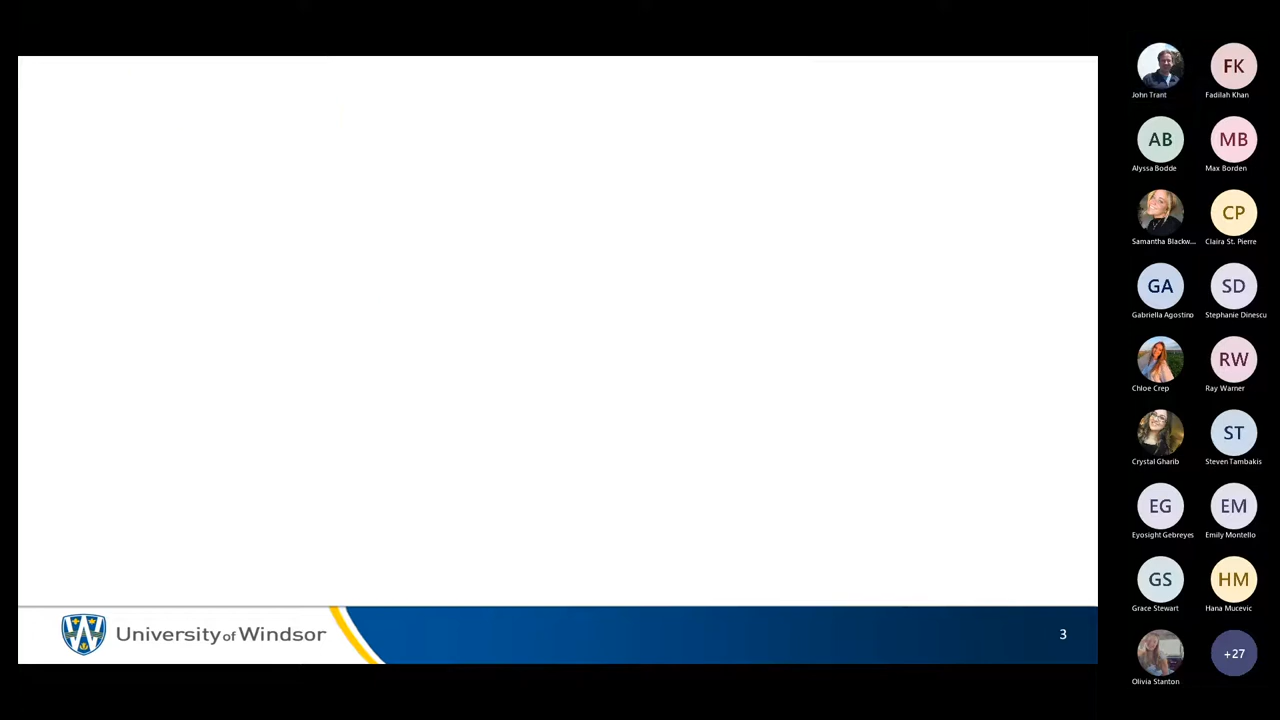 John Trant
FK
Fadilah Khan
AB
Alyssa Bodde
MB
Max Borden
Samantha Blackw...
CP
Claira St. Pierre
GA
Gabriella Agostino
SD
Stephanie Dinescu
Chloe Crep
RW
Ray Warner
Crystal Gharib
ST
Steven Tambakis
EG
Eyosight Gebreyes
EM
Emily Montello
GS
Grace Stewart
HM
Hana Mucevic
Olivia Stanton
+27
University of Windsor
3